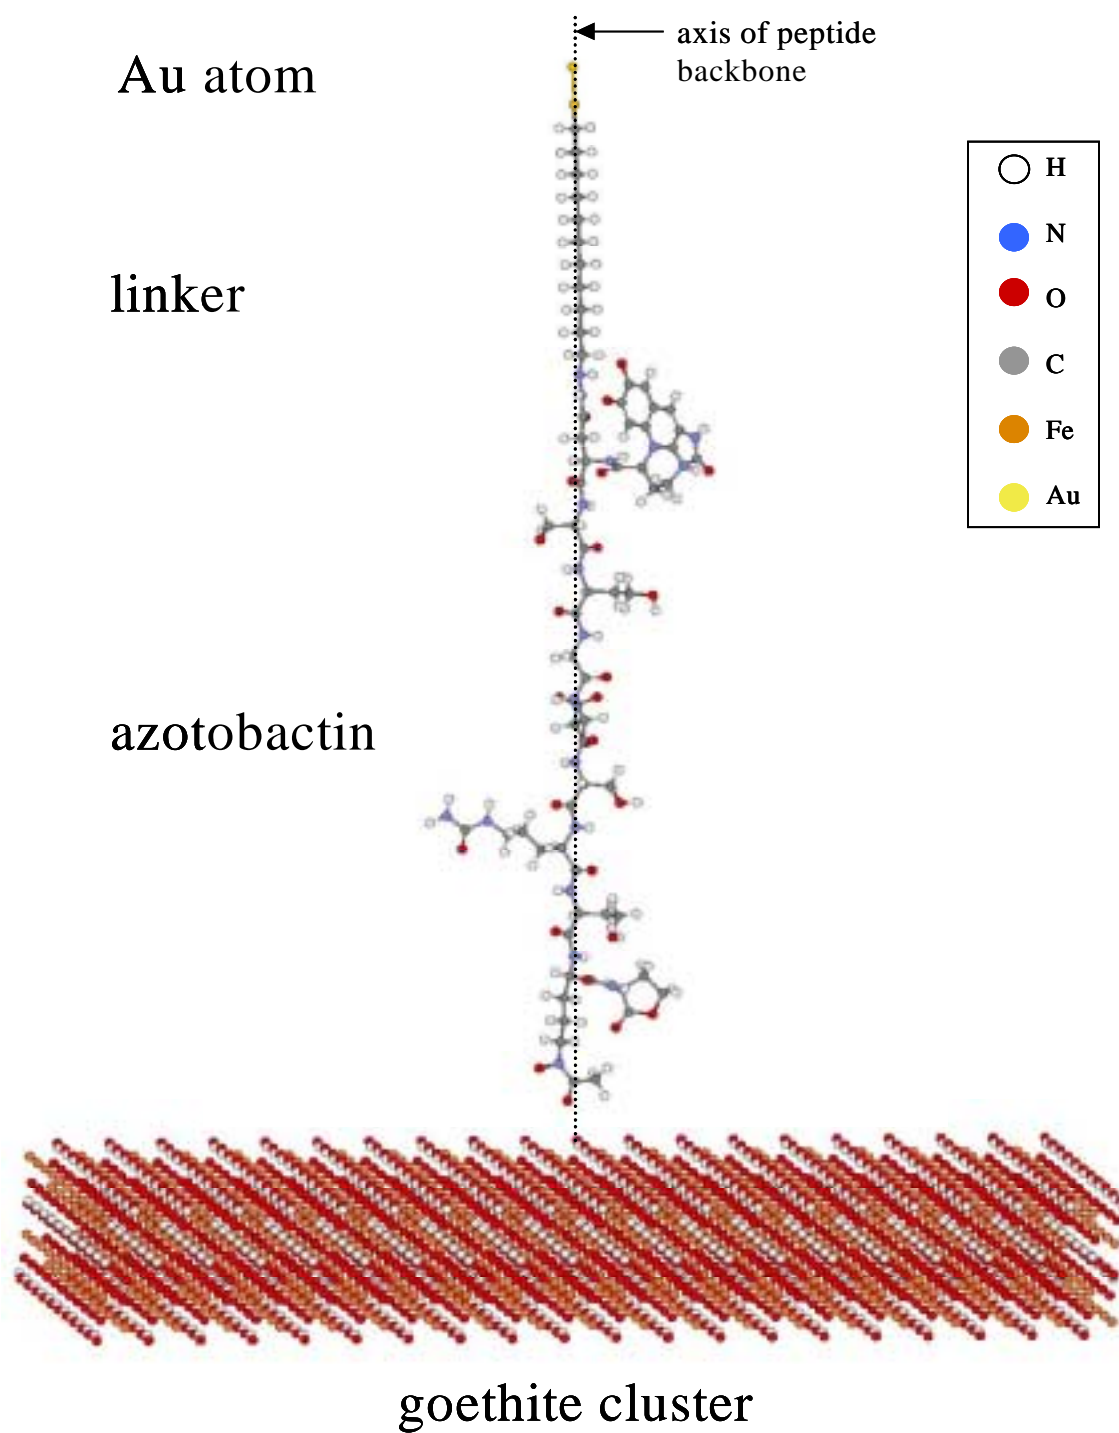 axis of peptide
backbone
Au atom
H
N
O
C
Fe
Au
linker
azotobactin
goethite cluster